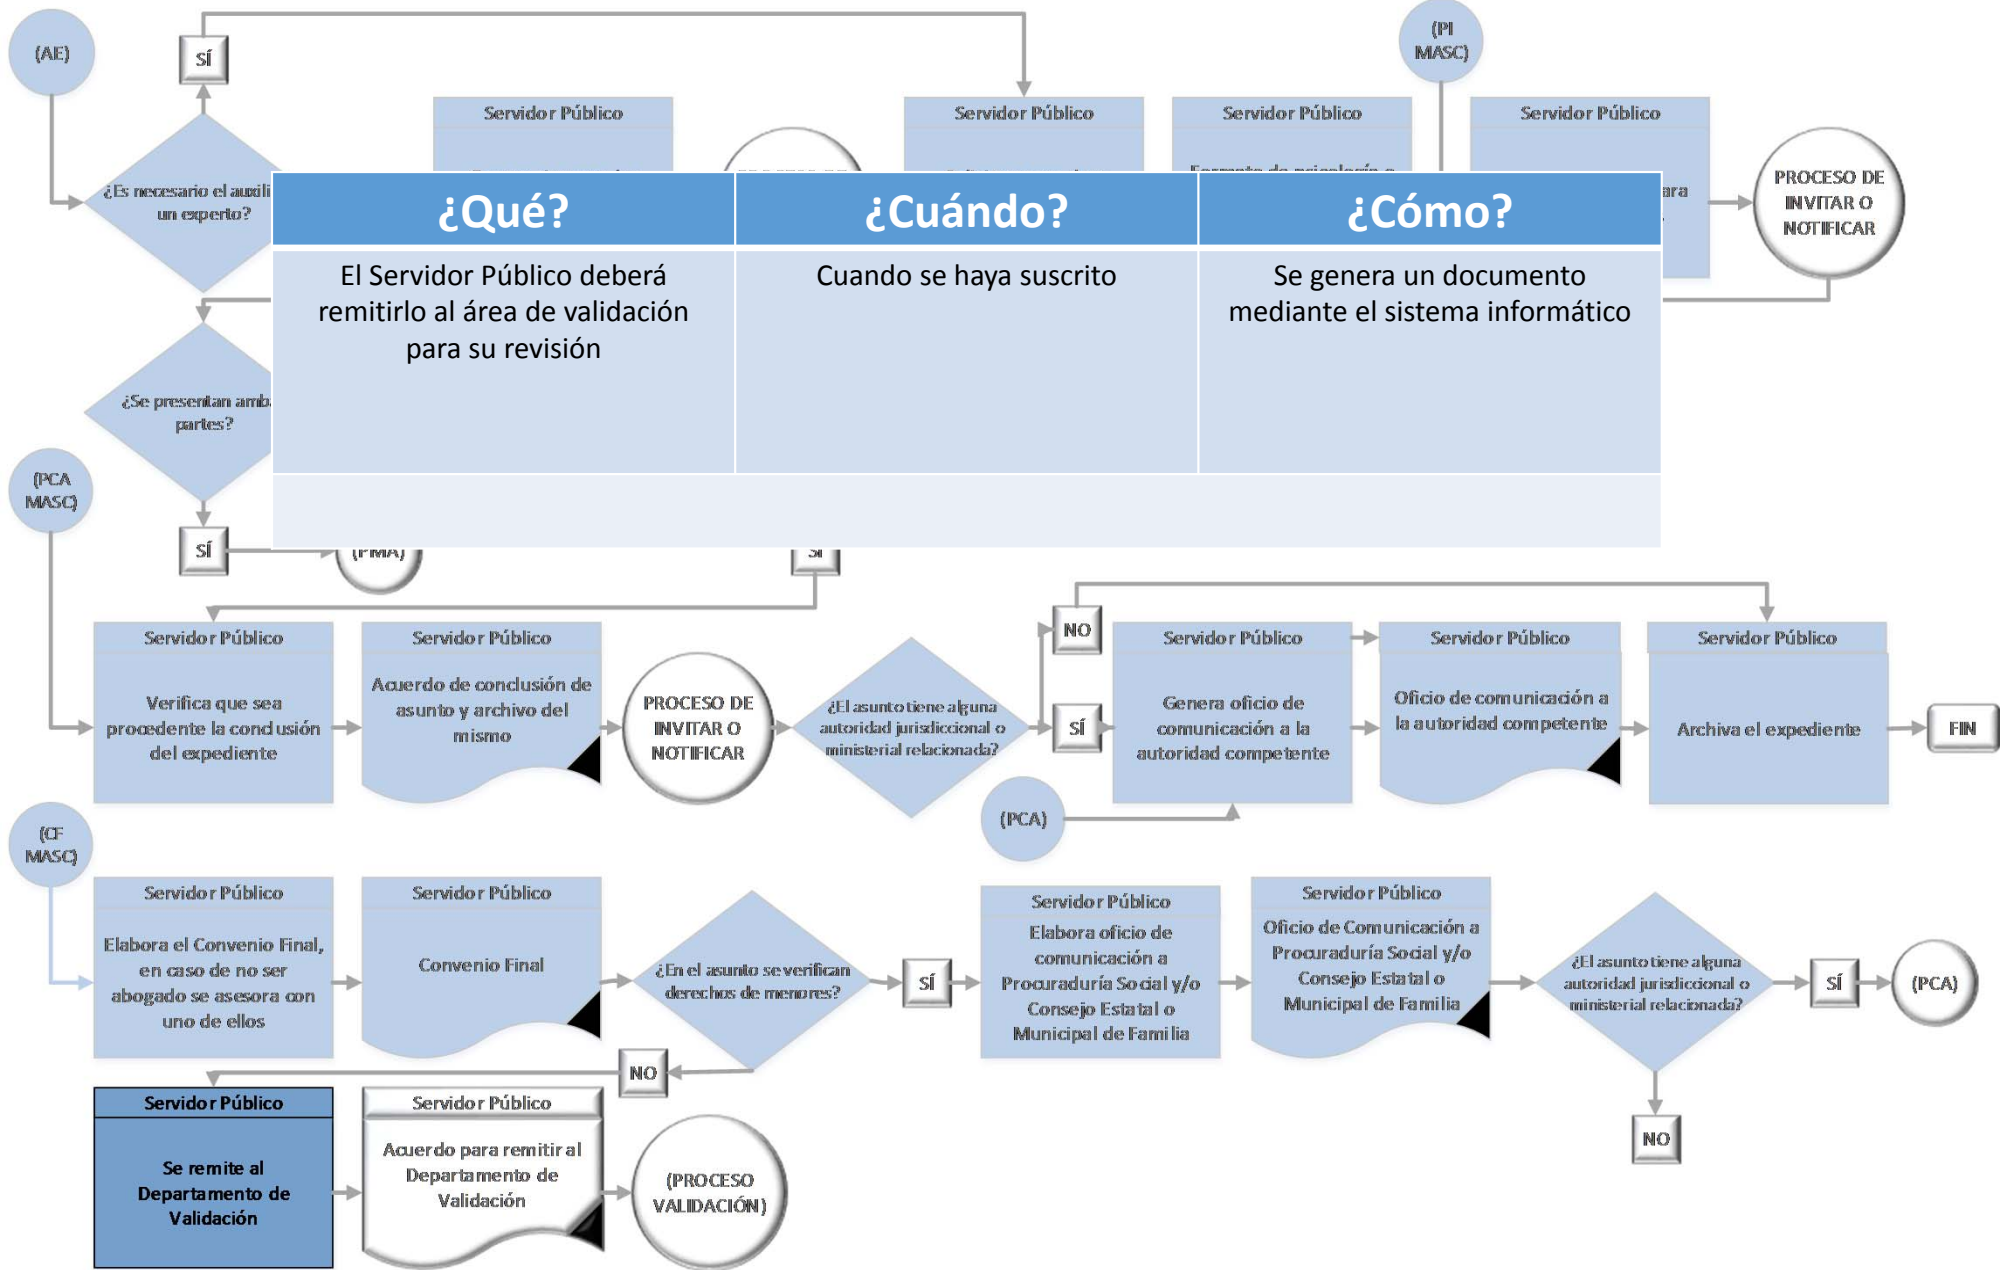 (AE)
SÍ
(PI
MASC)
Servidor Público
Servidor Público
Servidor Público
Servidor Público
¿Es necesario el
un experto?
PROCESO DE
INVITAR O
NOTIFICAR
¿Qué?
¿Cuándo?
¿Cómo?
El Servidor Público deberá
remitirlo al área de validación
para su revisión
Cuando se haya suscrito
Se genera un documento
mediante el sistema informático
¿Se presentan
partes?
(PCA
MASC)
SÍ
(PMA)
SÍ
Servidor Público
Verifica que sea
procedente la conclusión
del expediente
Servidor Público
Acuerdo de conclusión de
asunto y archivo del
mismo
PROCESO DE
INVITAR O
NOTIFICAR
¿El asunto tiene alguna
autoridad jurisdiccional o
ministerial relacionada?
NO
SÍ
Servidor Público
Genera oficio de
comunicación a la
autoridad competente
Servidor Público
Oficio de comunicación a
la autoridad competente
Servidor Público
Archiva el expediente
FIN
(PCA)
(CF
MASC)
Servidor Público
Elabora el Convenio Final,
en caso de no ser
abogado se asesora con
uno de ellos
Servidor Público
Convenio Final
¿En el asunto se verifican
derechos de menores?
SÍ
Servidor Público
Elabora oficio de
comunicación a
Procuraduría Social y/o
Consejo Estatal o
Municipal de Familia
Servidor Público
Oficio de Comunicación a
Procuraduría Social y/o
Consejo Estatal o
Municipal de Familia
¿El asunto tiene alguna
autoridad jurisdiccional o
ministerial relacionada?
SÍ
(PCA)
NO
NO
Servidor Público
Se remite al
Departamento de
Validación
Servidor Público
Acuerdo para remitir al
Departamento de
Validación
(PROCESO
VALIDACIÓN)